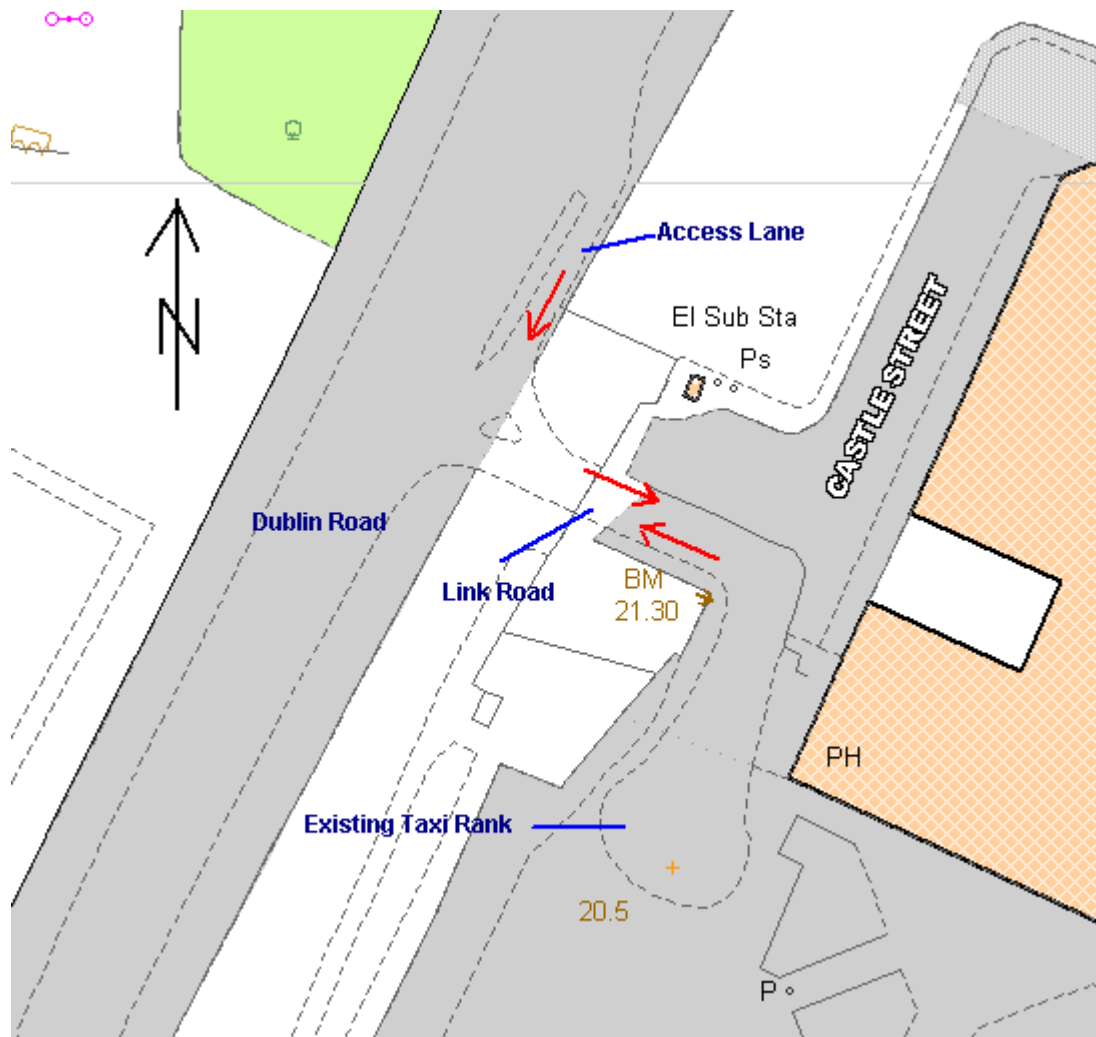 Access Lane
El Sub Sta
Ps
N
CASTLE STREET
Dublin Road
Link Road
BM
21.30
PH
Existing Taxi Rank
20.5
P